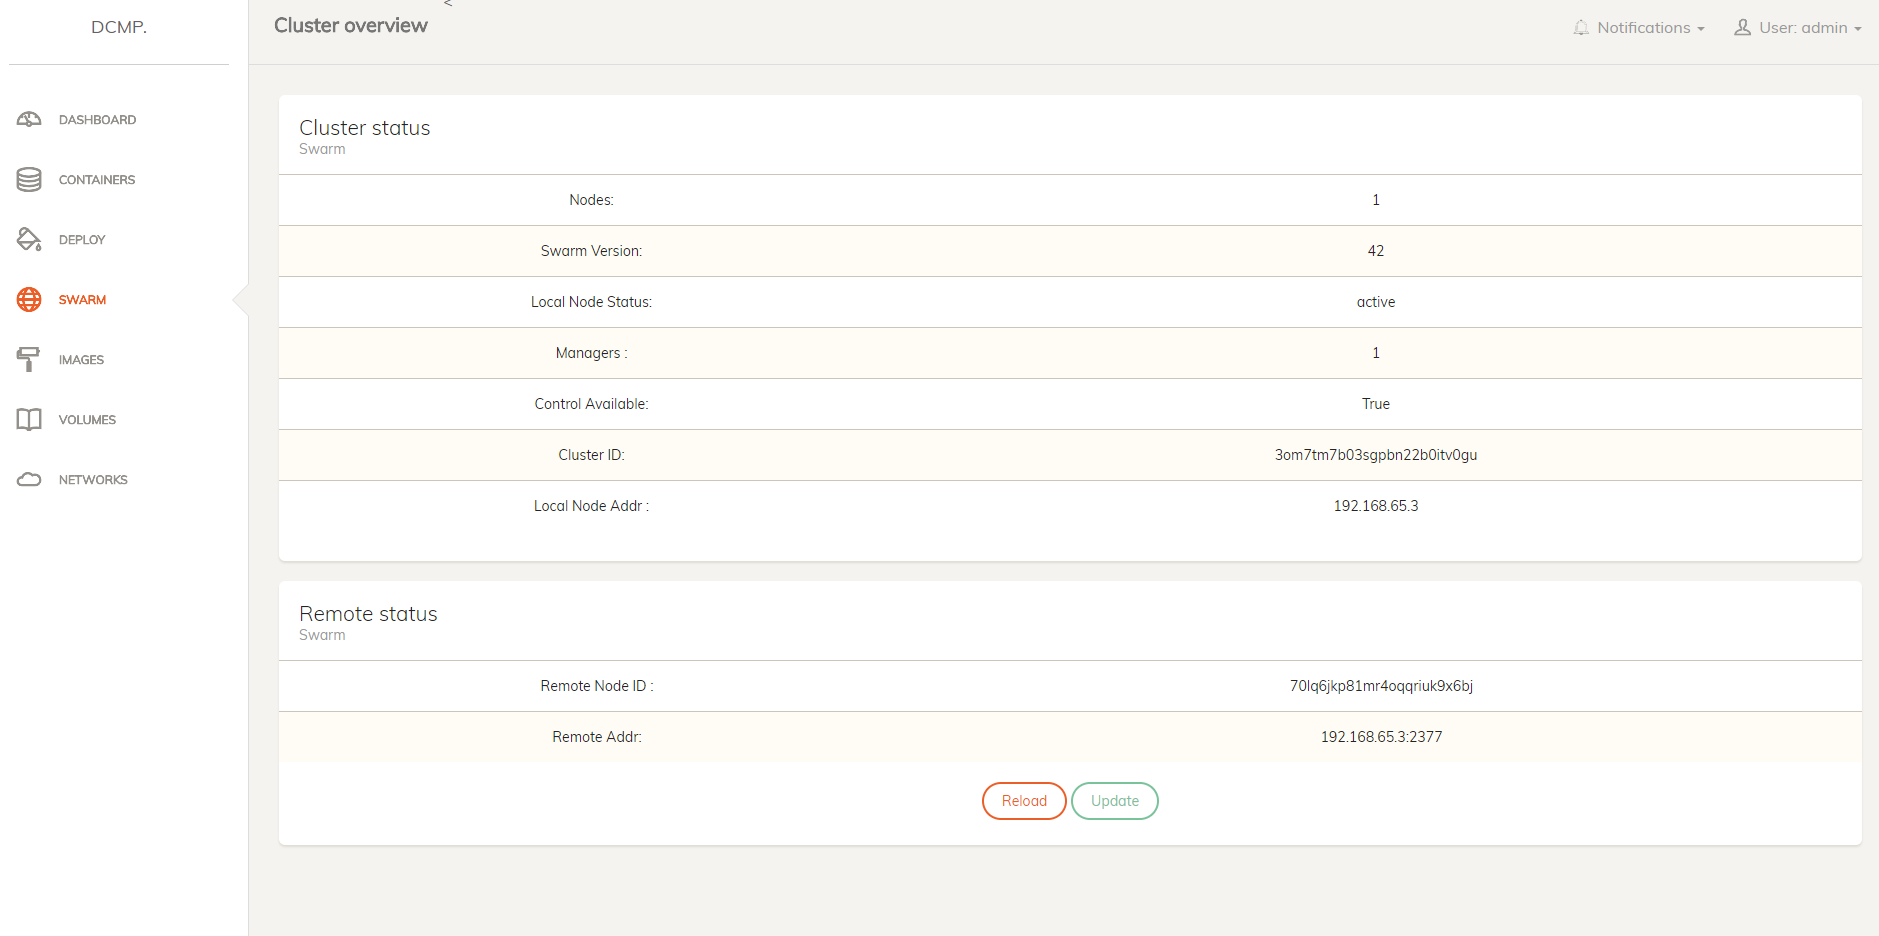 DCMP.
<
Cluster overview
Notifications
User: admin
DASHBOARD
CONTAINERS
DEPLOY
SWARM
IMAGES
VOLUMES
NETWORKS
Cluster status
Swarm
Nodes: 1
Swarm Version: 42
Local Node Status: active
Managers : 1
Control Available: True
Cluster ID: 3om7tm7b03sgpbn22b0itv0gu
Local Node Addr : 192.168.65.3
Remote status
Swarm
Remote Node ID : 70lq6jkp81mr4oqqriuk9x6bj
Remote Addr: 192.168.65.3:2377
Reload Update